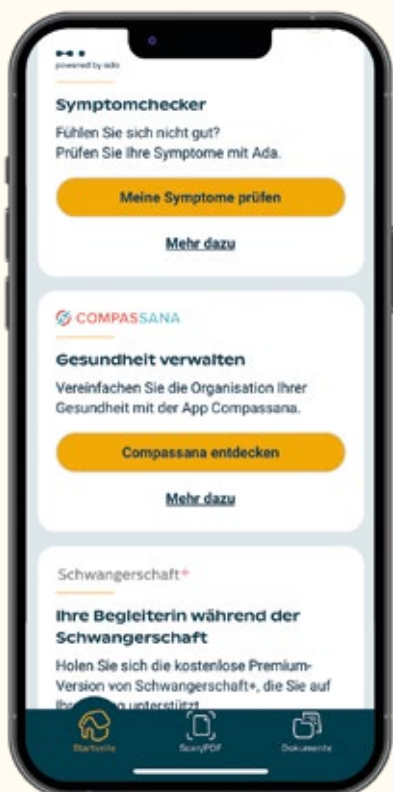 powered by ada
Symptomchecker
Fühlen Sie sich nicht gut?
Prüfen Sie Ihre Symptome mit Ada.
Meine Symptome prüfen
Mehr dazu
COMPASSANA
Gesundheit verwalten
Vereinfachen Sie die Organisation Ihrer
Gesundheit mit der App Compassana.
Compassana entdecken
Mehr dazu
Schwangerschaft+
Ihre Begleiterin während der
Schwangerschaft
Holen Sie sich die kostenlose Premium-
Version von Schwangerschaft+, die Sie auf
unterstützt
Startseite
Scan/PDF
Dokumente